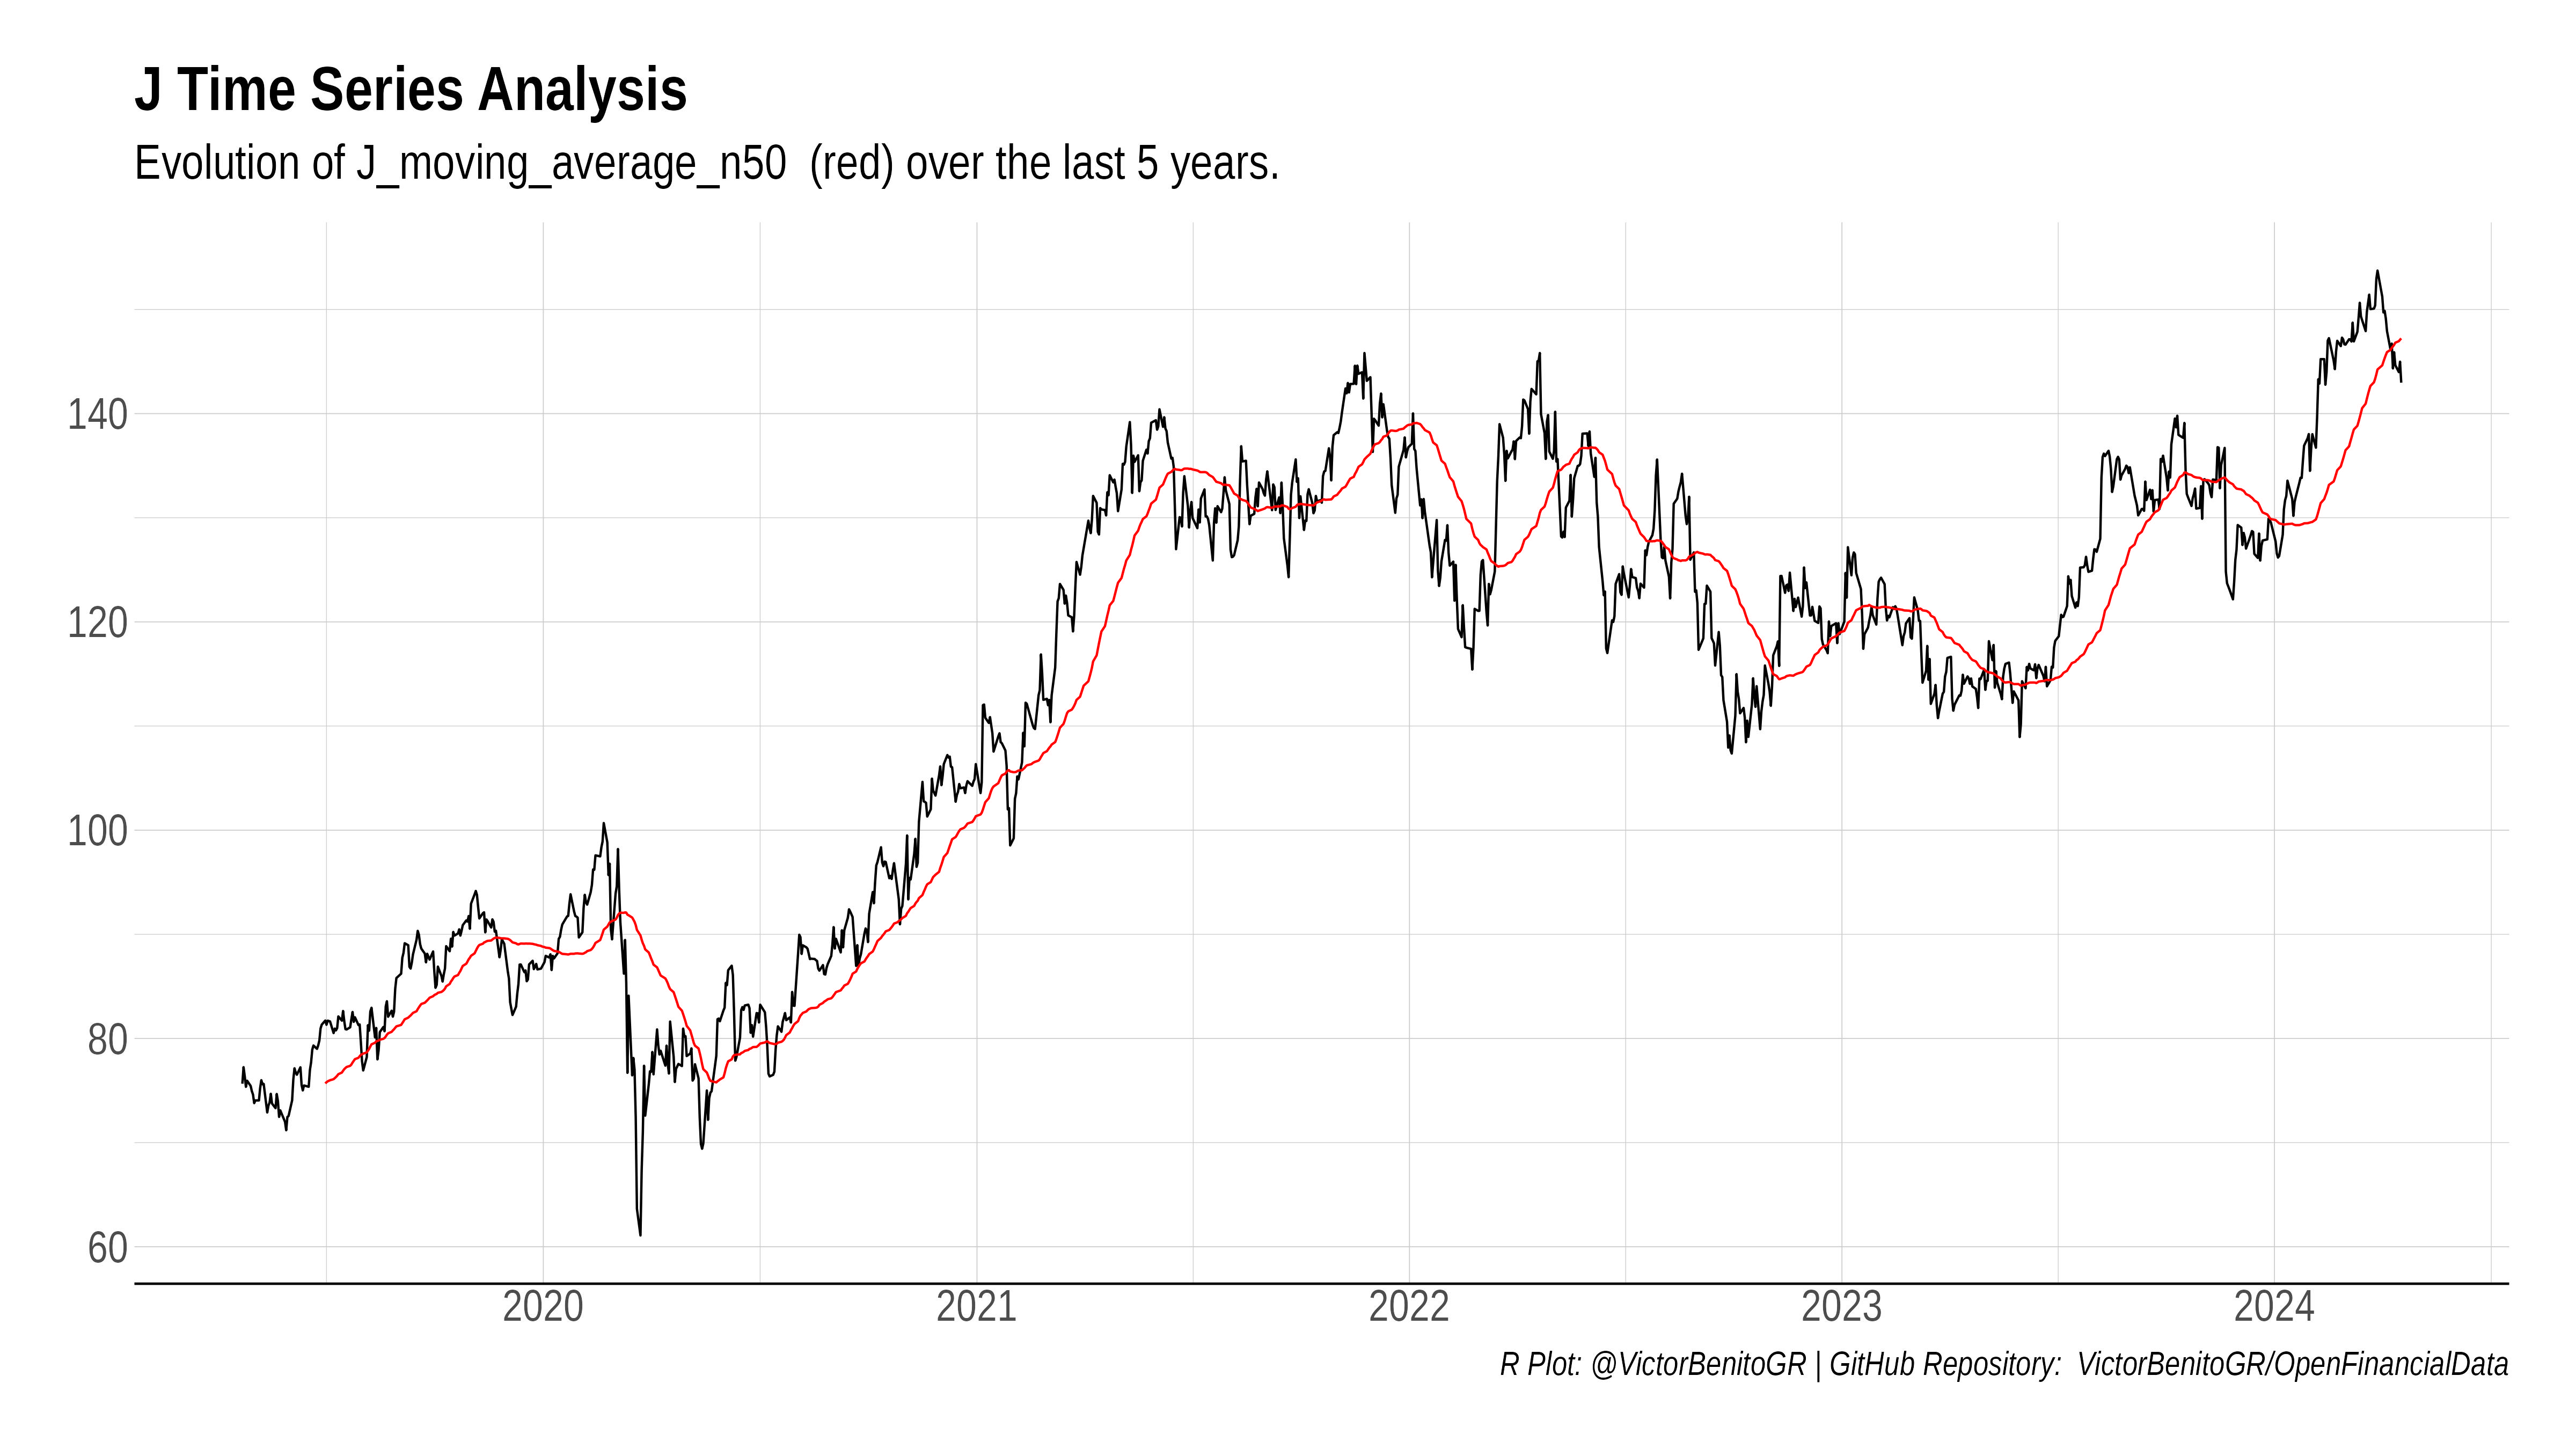 J Time Series Analysis
Evolution of J_moving_average_n50  (red) over the last 5 years.
140
120
100
80
60
2020 2021 2022 2023 2024
R Plot: @VictorBenitoGR | GitHub Repository:  VictorBenitoGR/OpenFinancialData